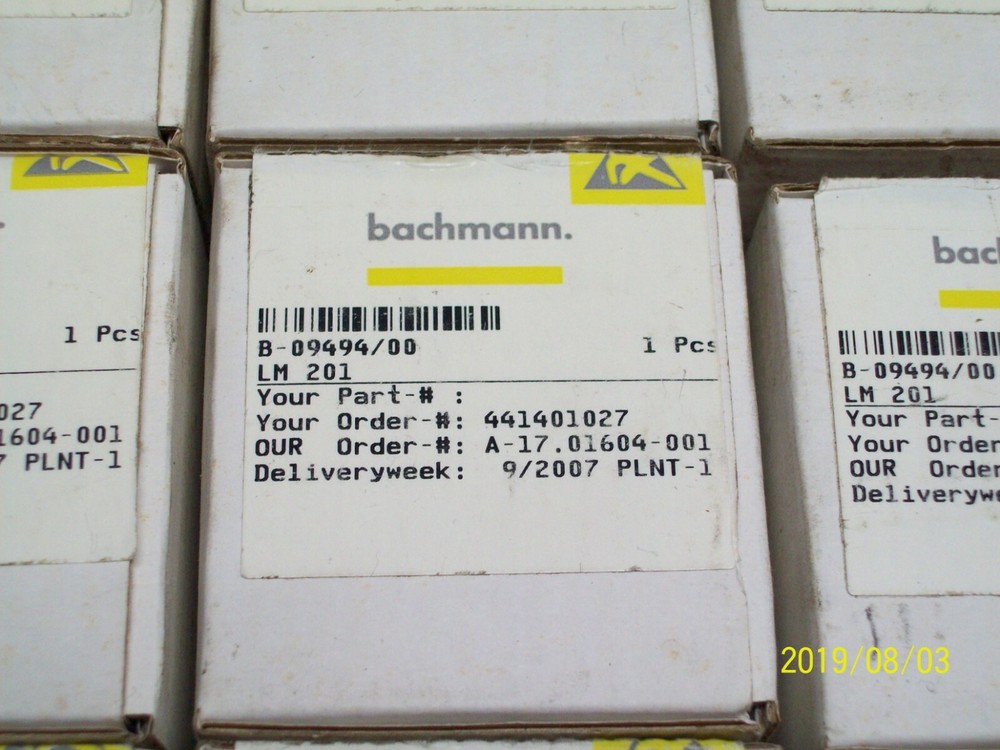 bachmann.
B-09494/00 1 Pcs
LM 201
Your Part-# :
Your Order-#: 441401027
OUR Order-#: A-17.01604-001
Deliveryweek: 9/2007 PLNT-1
1 Pcs
027
1604-001
7 PLNT-1
bac
B-09494/00
LM 201
Your Part-
Your Order
OUR Order
Deliveryw
2019/08/03